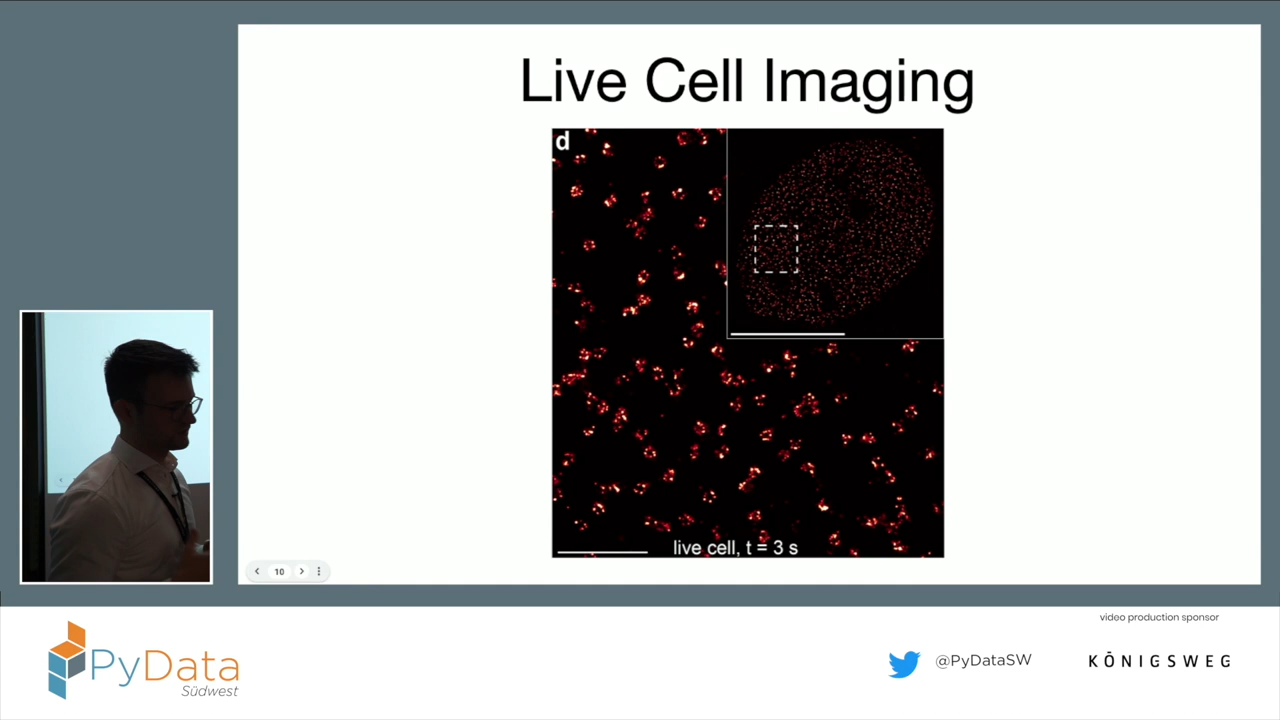 Live Cell Imaging
d
live cell, t = 3 s
10
PyData
Südwest
@PyDataSW
video production sponsor
KÖNIGSWEG